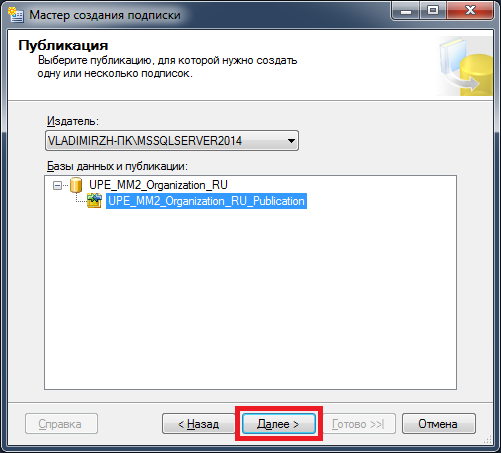 Мастер создания подписки
Публикация
Выберите публикацию, для которой нужно создать
одну или несколько подписок.
Издатель:
VLADIMIRZH-ПК\MSSQLSERVER2014
Базы данных и публикации:
UPE_MM2_Organization_RU
UPE_MM2_Organization_RU_Publication
Справка
< Назад
Далее >
Готово >>|
Отмена